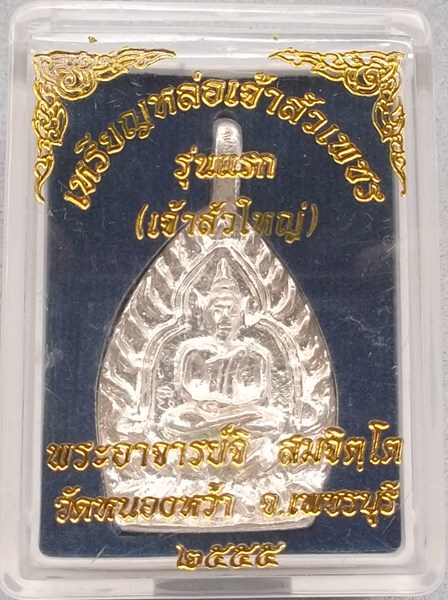 เหรียญหล่อเจ้าสัวเพชร
รุ่นแรก
(เจ้าสัวใหญ่)
พระอาจารย์จิ สมจิตฺโต
วัดหนองหว้า จ.เพชรบุรี
๒๕๕๕